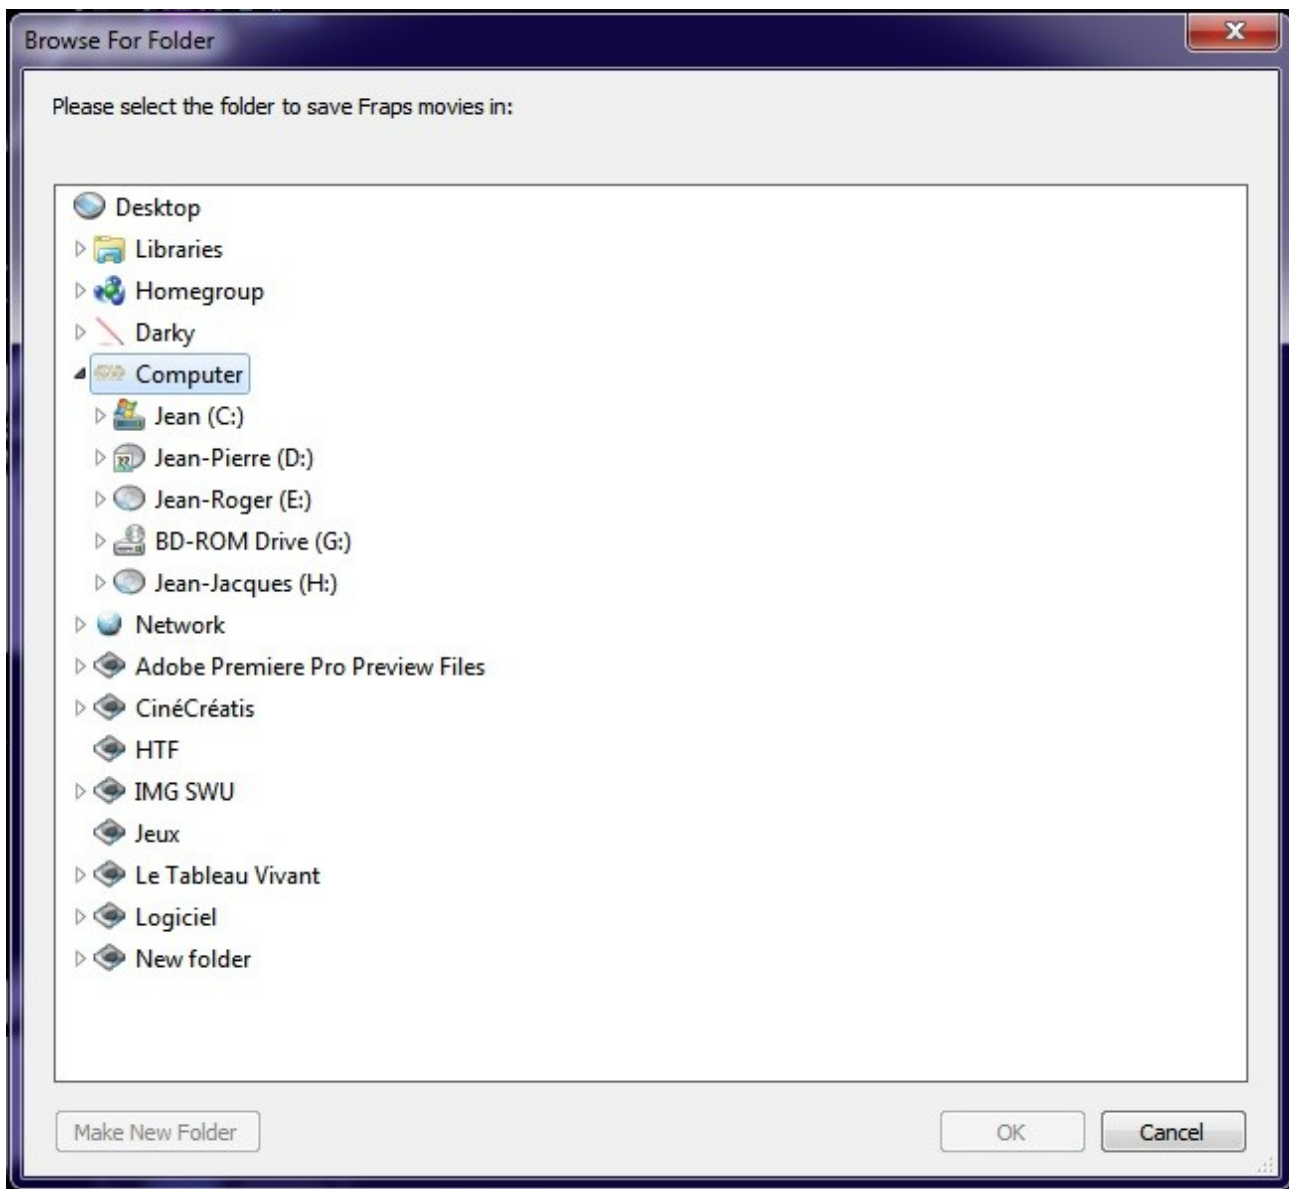 Browse For Folder
Please select the folder to save Fraps movies in:
Desktop
Libraries
Homegroup
Darky
Computer
Jean (C:)
Jean-Pierre (D:)
Jean-Roger (E:)
BD-ROM Drive (G:)
Jean-Jacques (H:)
Network
Adobe Premiere Pro Preview Files
CinéCréatis
HTF
IMG SWU
Jeux
Le Tableau Vivant
Logiciel
New folder
Make New Folder OK Cancel